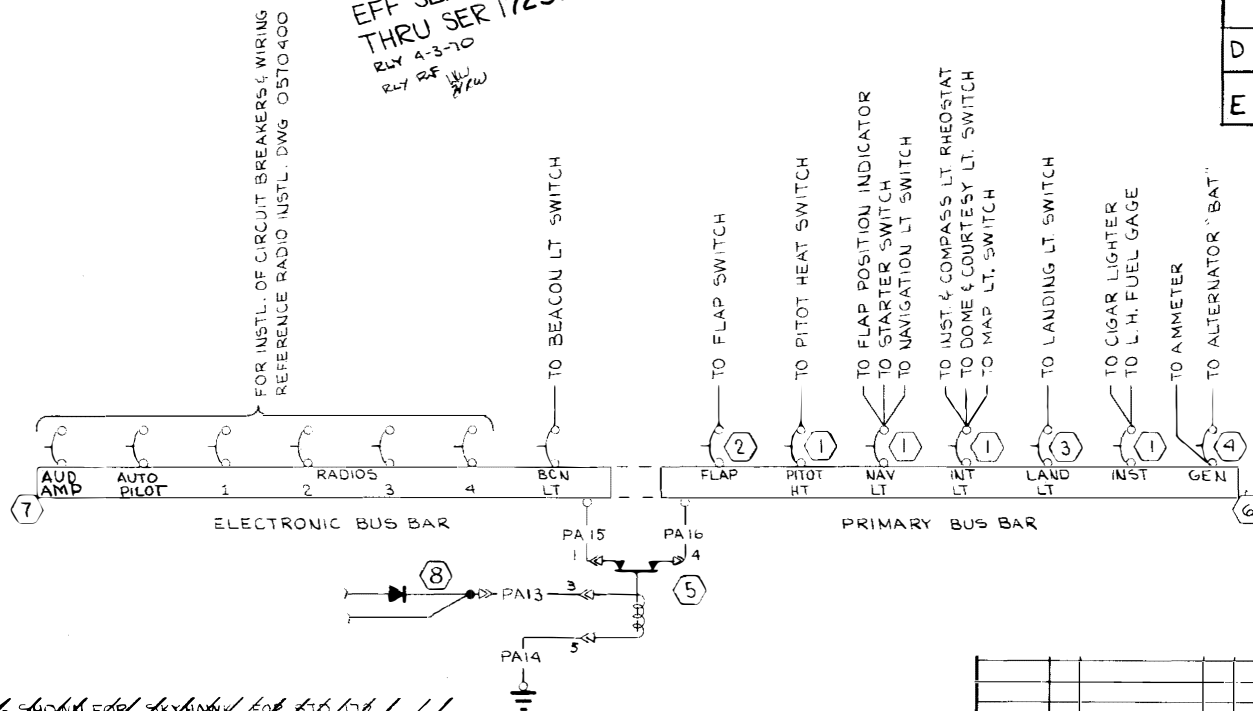 EFF SER
THRU SER 1725
RLY 4-3-70
RLY
D
E
FOR INSTL. OF CIRCUIT BREAKERS & WIRING
REFERENCE RADIO INSTL. DWG 0570400
TO BEACON LT SWITCH
TO FLAP SWITCH
TO PITOT HEAT SWITCH
TO FLAP POSITION INDICATOR
TO STARTER SWITCH
TO NAVIGATION LT SWITCH
TO INST & COMPASS LT RHEOSTAT
TO DOME & COURTESY LT. SWITCH
TO MAP LT. SWITCH
TO LANDING LT. SWITCH
TO CIGAR LIGHTER
TO L.H. FUEL GAGE
TO AMMETER
TO ALTERNATOR "BAT"
2
1
1
1
3
1
4
AUD AMP
AUTO PILOT
RADIOS
1
2
3
4
BCN LT
FLAP
PITOT HT
NAV LT
INT LT
LAND LT
INST
GEN
7
6
ELECTRONIC BUS BAR
PRIMARY BUS BAR
PA15
PA16
1
4
5
8
PA13
3
5
PA14
SHOWN FOR SKYHAWK FOR